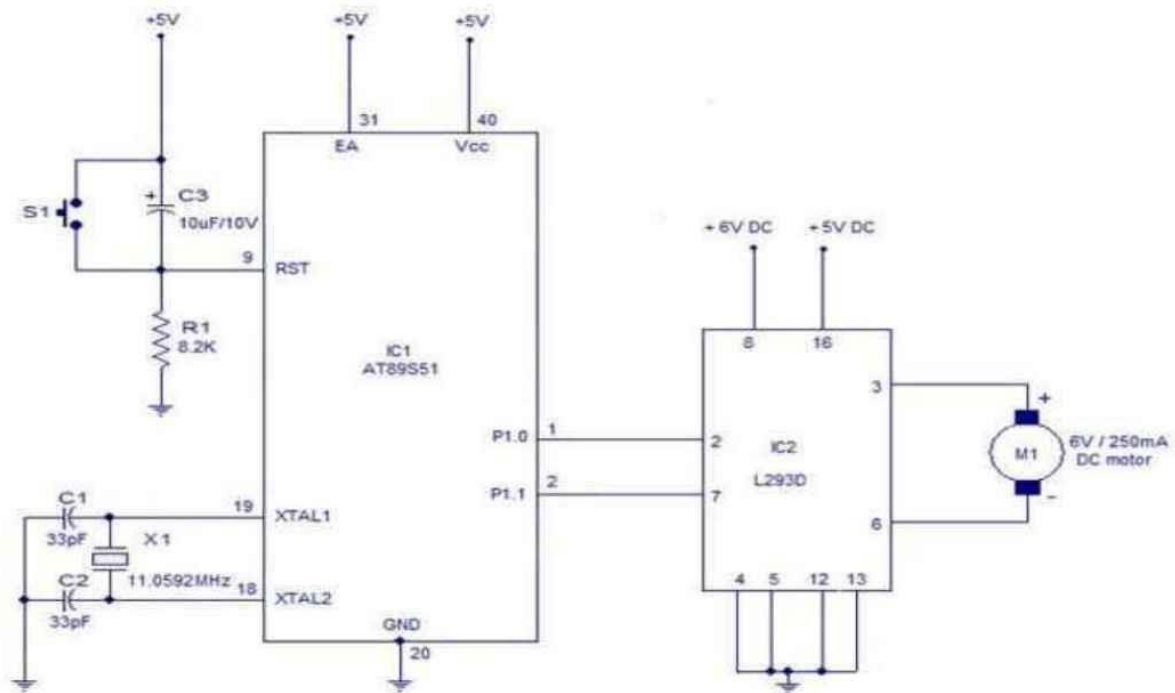 +5V
+5V
+5V
31
40
EA
Vcc
S1
+
C3
10uF/10V
9
RST
R1
8.2K
IC1
AT89S51
+ 6V DC
+ 5V DC
8
16
3
+
P1.0
1
2
IC2
L293D
M1
6V / 250mA
DC motor
P1.1
2
7
6
-
C1
33pF
19
XTAL1
X1
11.0592MHz
C2
33pF
18
XTAL2
4
5
12
13
GND
20